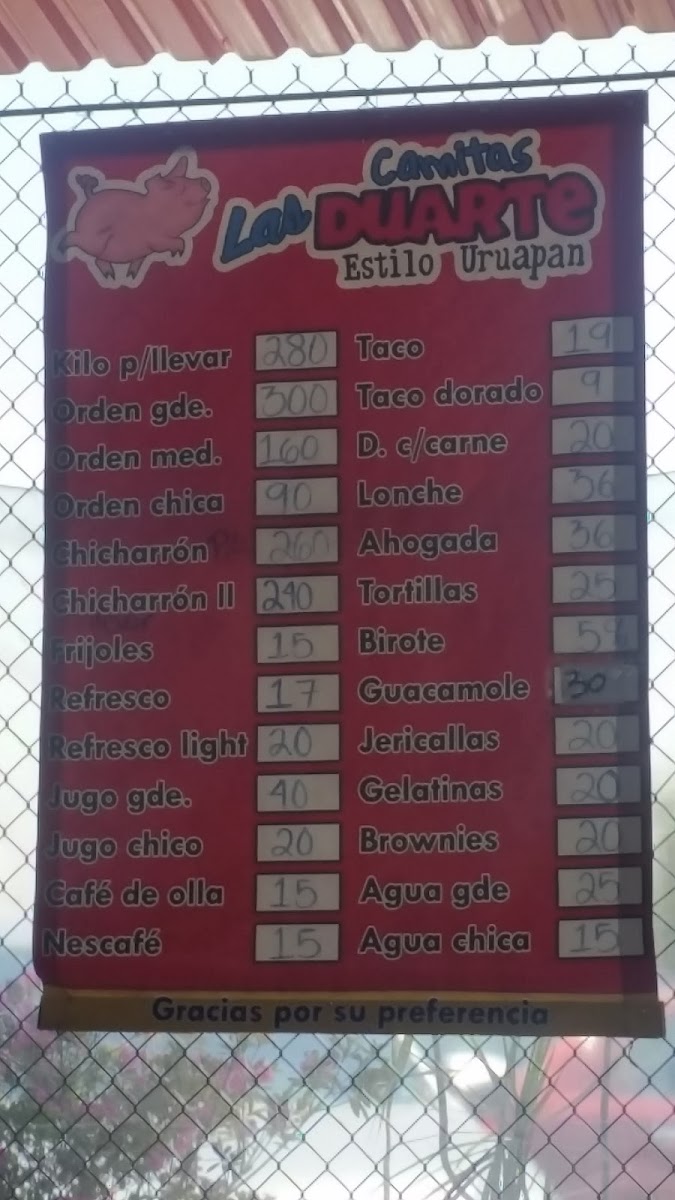 Carnitas
Las DUARTE
Estilo Uruapan
Kilo p/llevar 280
Orden gde. 300
Orden med. 160
Orden chica 90
Chicharrón 260
Chicharrón II 240
Frijoles 15
Refresco 17
Refresco light 20
Jugo gde. 40
Jugo chico 20
Café de olla 15
Nescafé 15
Taco 19
Taco dorado 9
D. c/carne 20
Lonche 36
Ahogada 36
Tortillas 25
Birote
Guacamole 30
Jericallas 20
Gelatinas 20
Brownies 20
Agua gde 25
Agua chica 15
Gracias por su preferencia